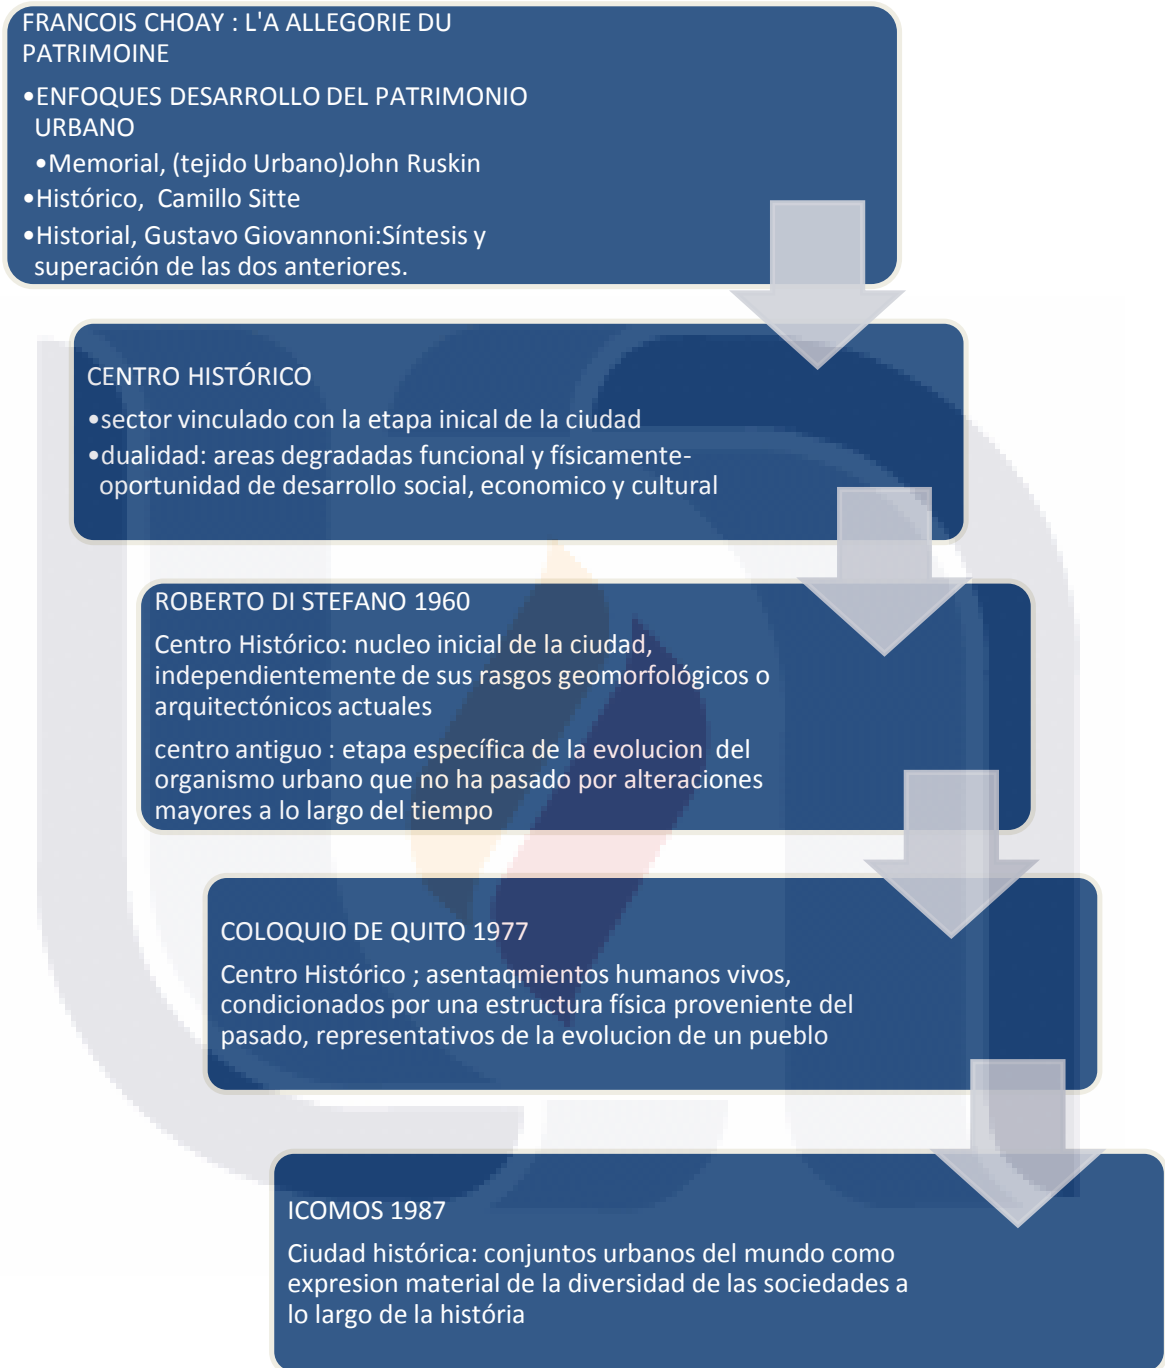 FRANCOIS CHOAY : L'A ALLEGORIE DU
PATRIMOINE
•ENFOQUES DESARROLLO DEL PATRIMONIO
URBANO
•Memorial, (tejido Urbano)John Ruskin
•Histórico, Camillo Sitte
•Historial, Gustavo Giovannoni:Síntesis y
superación de las dos anteriores.
CENTRO HISTÓRICO
•sector vinculado con la etapa inical de la ciudad
•dualidad: areas degradadas funcional y físicamente-
oportunidad de desarrollo social, economico y cultural
ROBERTO DI STEFANO 1960
Centro Histórico: nucleo inicial de la ciudad,
independientemente de sus rasgos geomorfológicos o
arquitectónicos actuales
centro antiguo : etapa específica de la evolucion del
organismo urbano que no ha pasado por alteraciones
mayores a lo largo del tiempo
COLOQUIO DE QUITO 1977
Centro Histórico ; asentaqmientos humanos vivos,
condicionados por una estructura física proveniente del
pasado, representativos de la evolucion de un pueblo
ICOMOS 1987
Ciudad histórica: conjuntos urbanos del mundo como
expresion material de la diversidad de las sociedades a
lo largo de la história